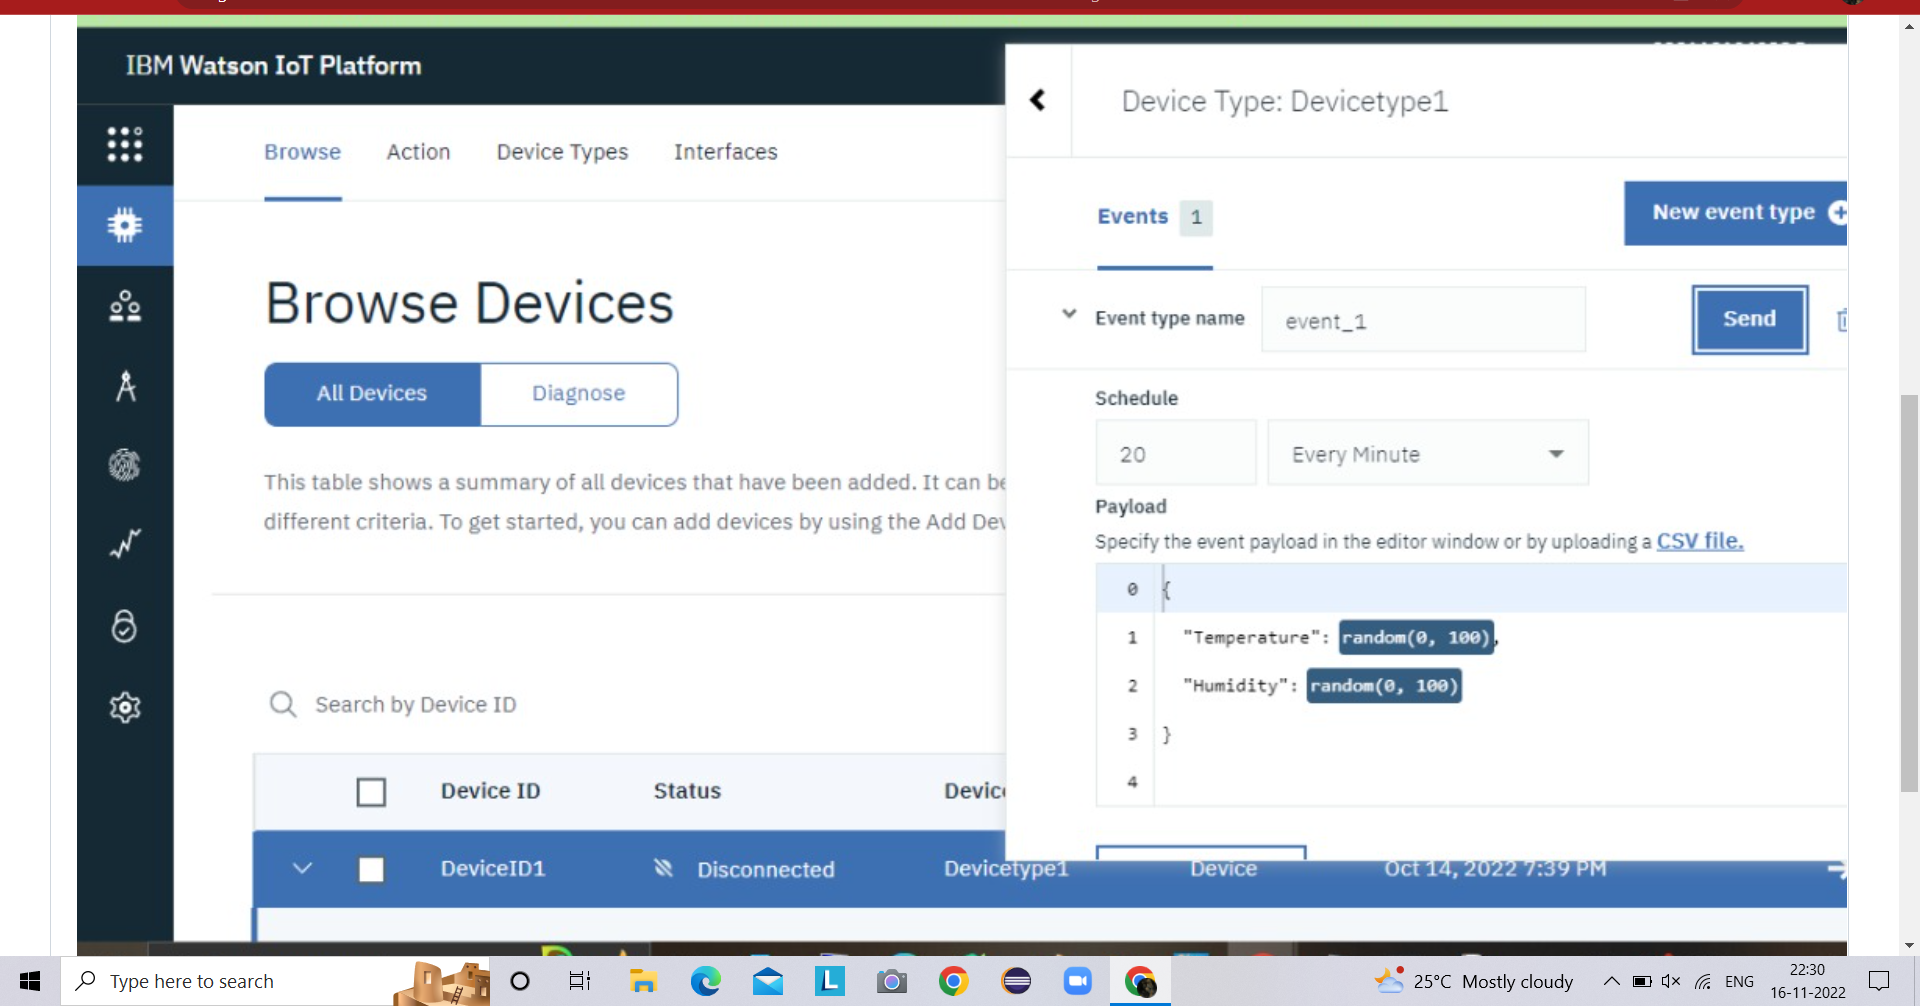 IBM Watson IoT Platform
Device Type: Devicetype1
Browse Action Device Types Interfaces
Events 1
New event type
Browse Devices
Event type name event_1 Send
All Devices Diagnose
Schedule
20 Every Minute
This table shows a summary of all devices that have been added. It can be
different criteria. To get started, you can add devices by using the Add Dev
Payload
Specify the event payload in the editor window or by uploading a CSV file.
0 {
1 "Temperature": random(0, 100),
2 "Humidity": random(0, 100)
3 }
4
Search by Device ID
Device ID Status Devic
DeviceID1 Disconnected Devicetype1 Device Oct 14, 2022 7:39 PM
Type here to search
L
25°C Mostly cloudy
ENG
22:30
16-11-2022